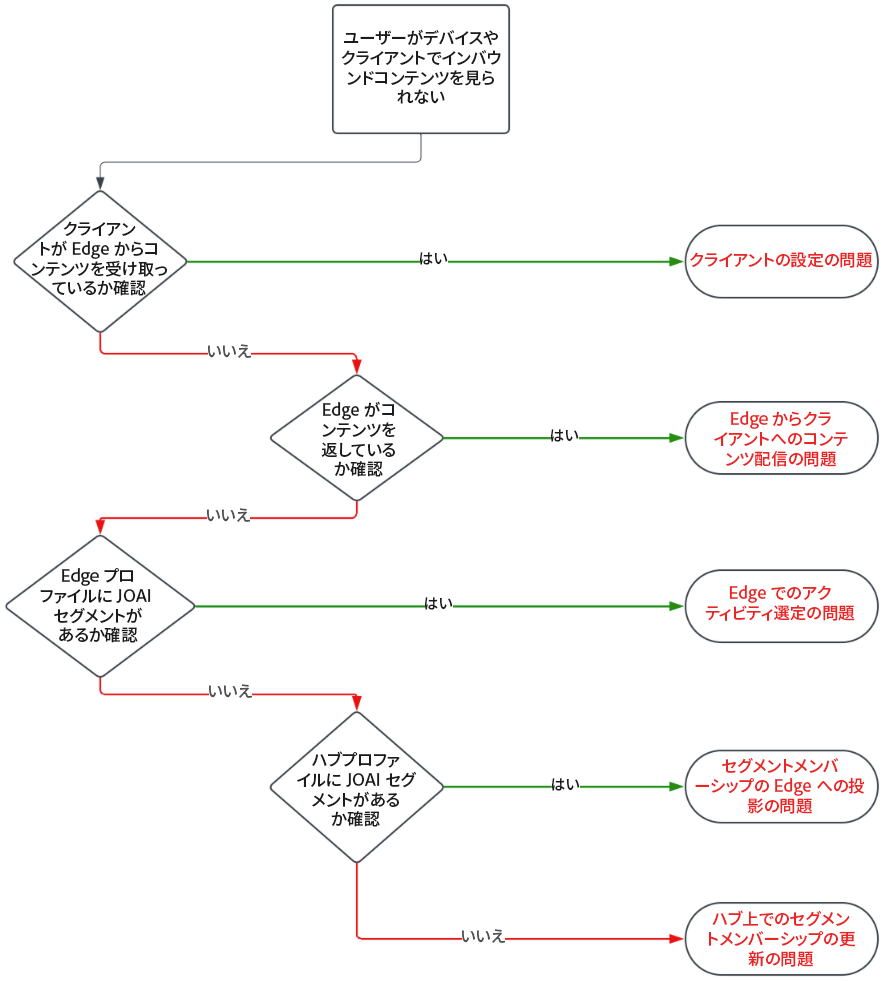 ユーザーがデバイスや
クライアントでインバウ
ンドコンテンツを見ら
れない
クライアン
トが Edge からコ
ンテンツを受け取っ
ているか確認
はい
クライアントの設定の問題
いいえ
Edge がコ
ンテンツを
返している
か確認
はい
Edge からクラ
イアントへのコンテ
ンツ配信の問題
いいえ
Edge プロ
ファイルに JOAI
セグメントが
あるか確認
はい
Edge でのアク
ティビティ選定の問題
いいえ
ハブプロファ
イルに JOAI セグ
メントがある
か確認
はい
セグメントメンバ
ーシップの Edge への投
影の問題
いいえ
ハブ上でのセグメン
トメンバーシップの更
新の問題